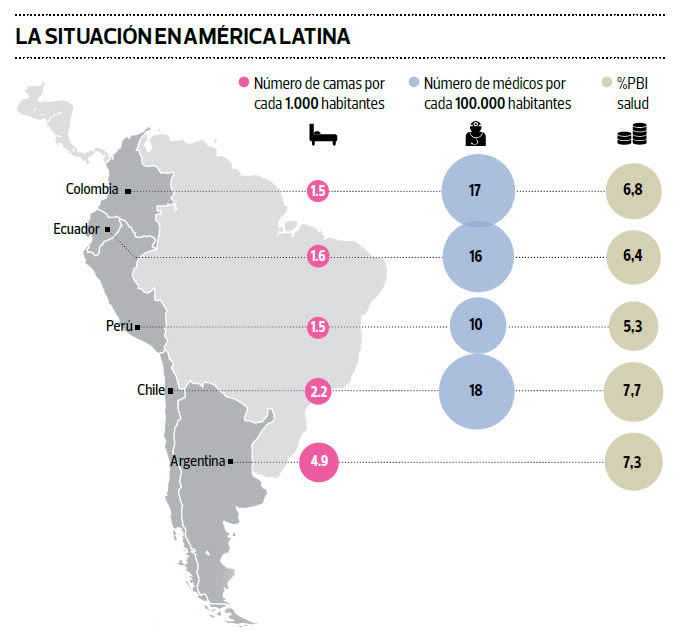 LA SITUACIÓN EN AMÉRICA LATINA
Número de camas por
cada 1.000 habitantes
Número de médicos por
cada 100.000 habitantes
%PBI
salud
Colombia 1.5 17 6,8
Ecuador 1.6 16 6,4
Perú 1.5 10 5,3
Chile 2.2 18 7,7
Argentina 4.9 7,3